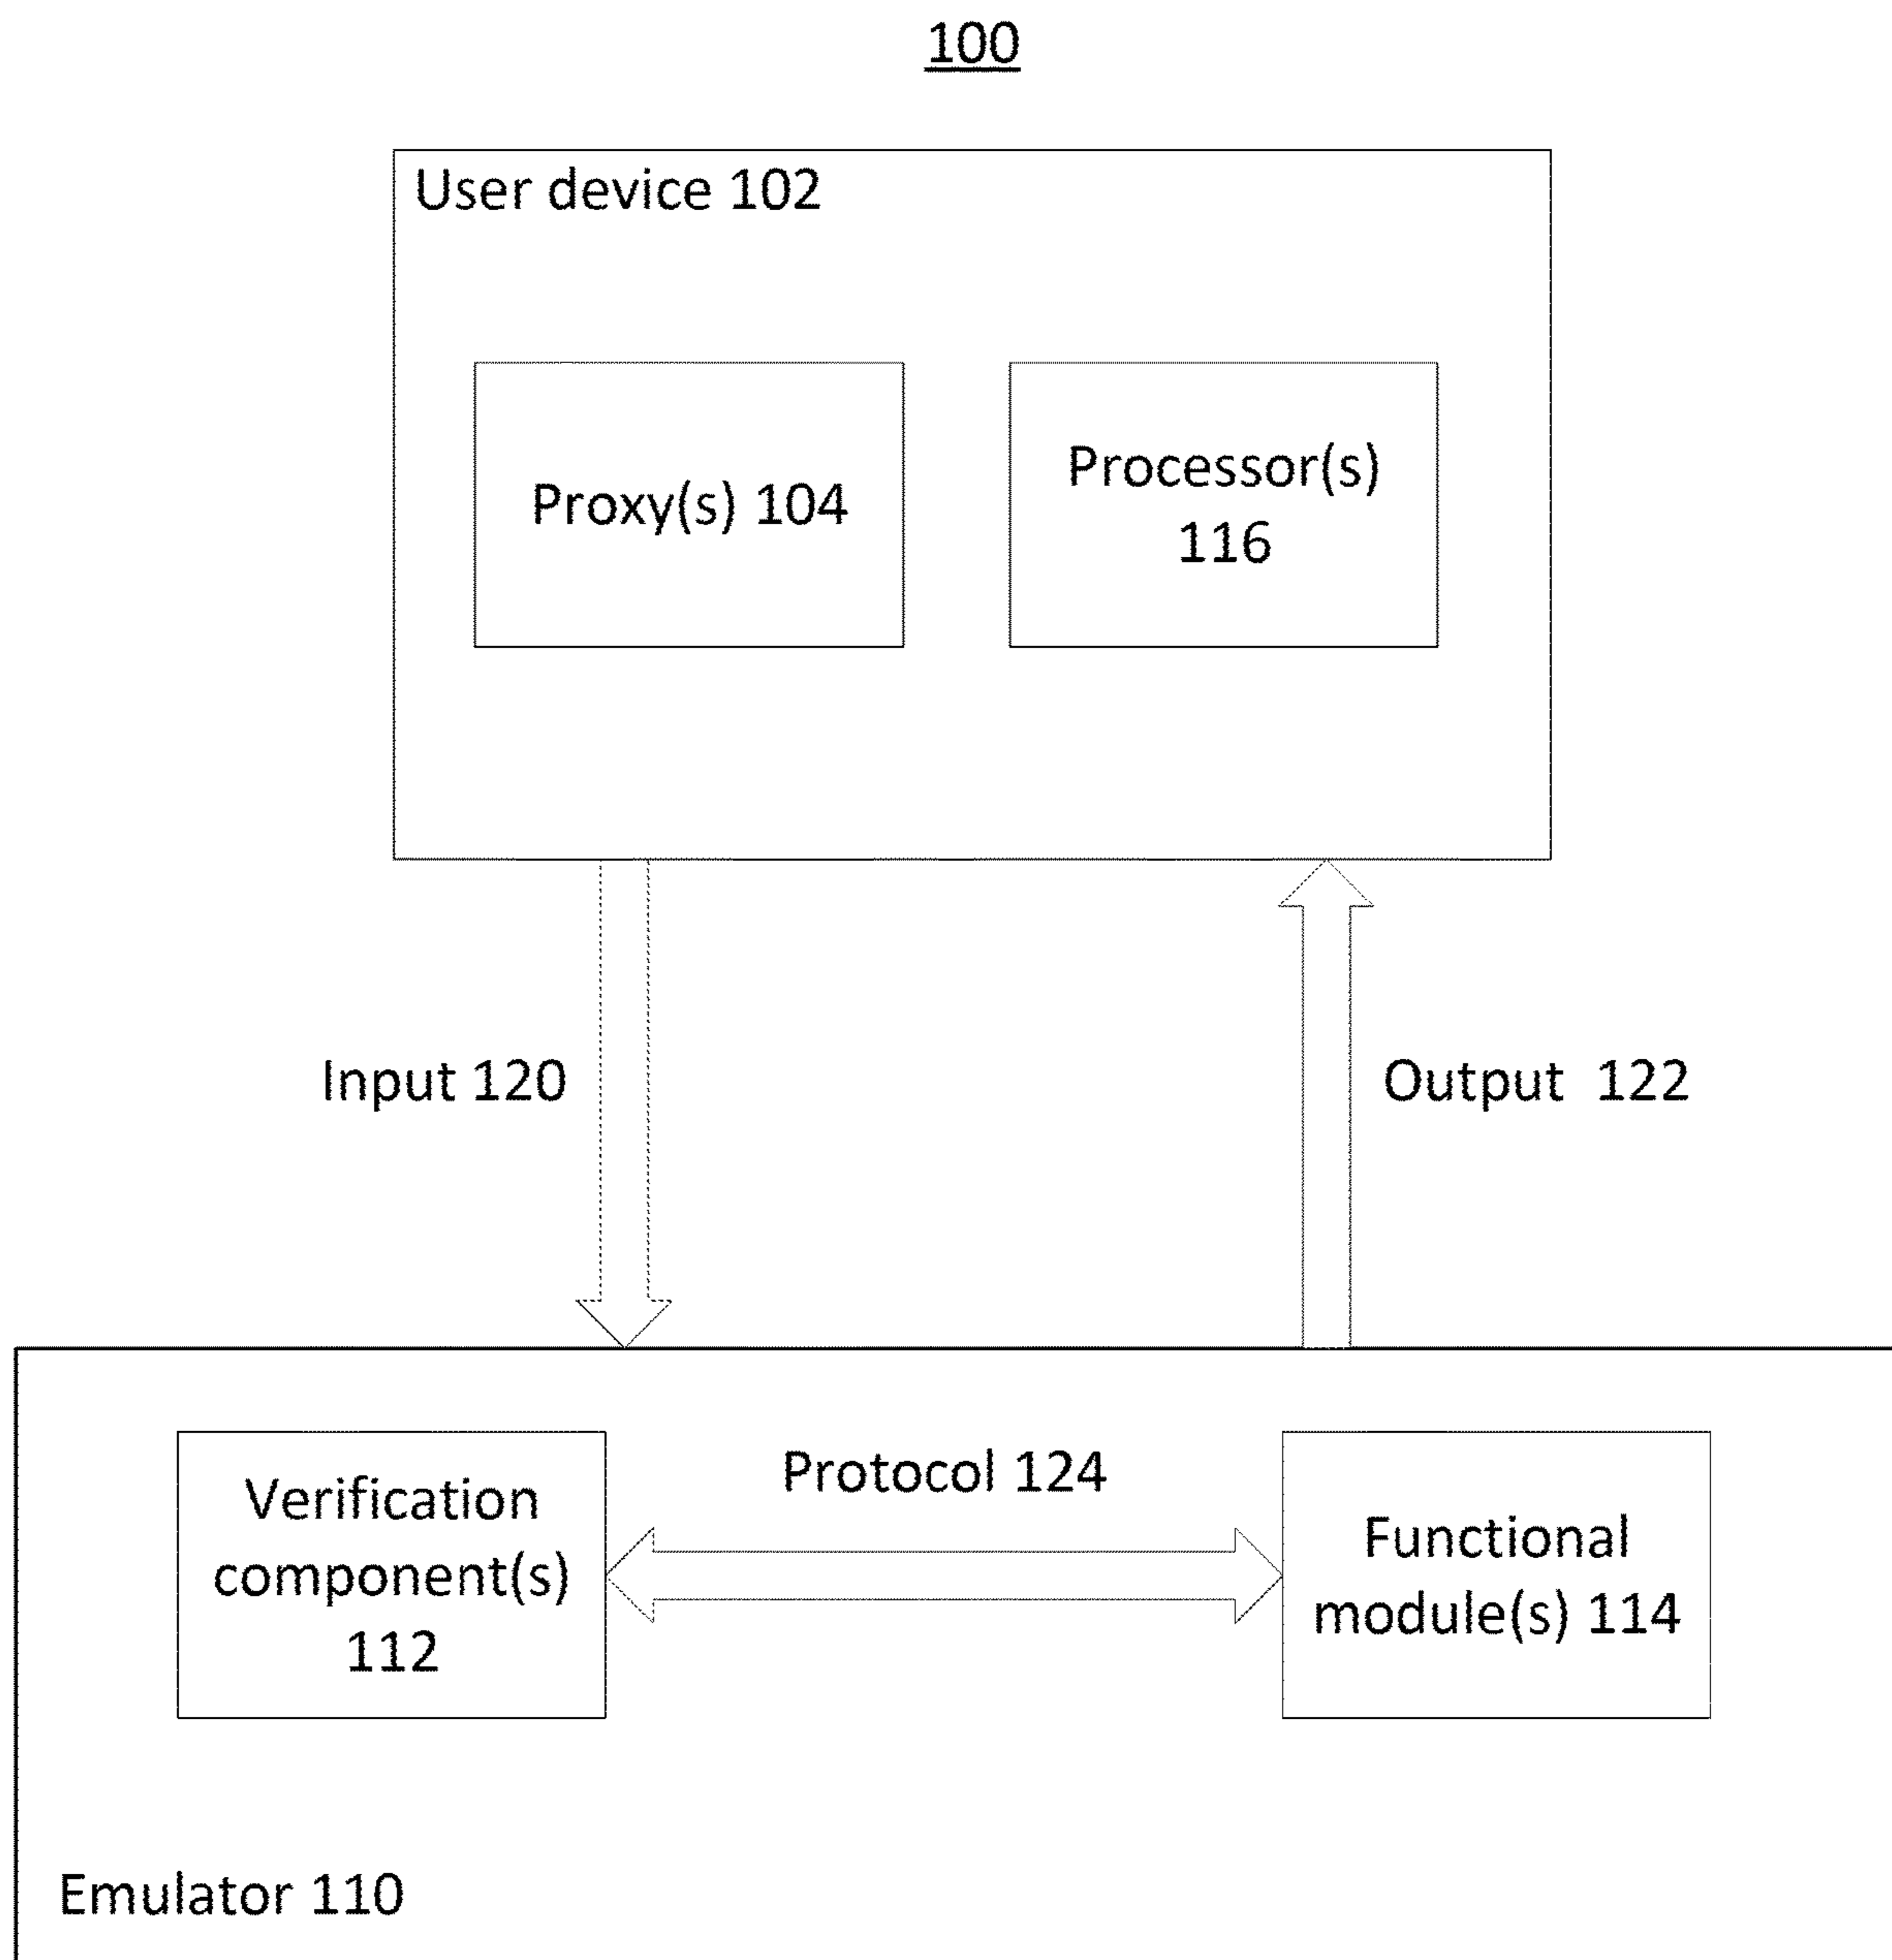 100
User device 102
Proxy(s) 104
Processor(s)
116
Input 120
Output 122
Verification
component(s)
112
Protocol 124
Functional
module(s) 114
Emulator 110